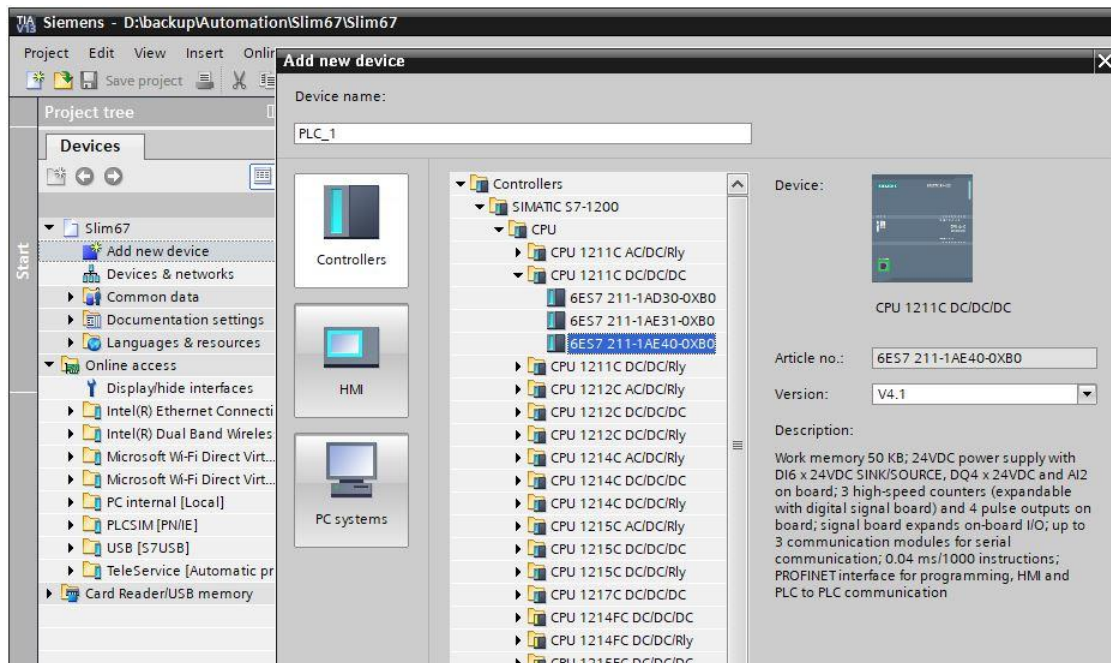 TIA V13 Siemens - D:\backup\Automation\Slim67\Slim67
Project Edit View Insert Onlin
Save project
Add new device
Device name:
PLC_1
Start
Project tree
Devices
Slim67
Add new device
Devices & networks
Common data
Documentation settings
Languages & resources
Online access
Display/hide interfaces
Intel(R) Ethernet Connecti
Intel(R) Dual Band Wireles
Microsoft Wi-Fi Direct Virt...
Microsoft Wi-Fi Direct Virt...
PC internal [Local]
PLCSIM [PN/IE]
USB [S7USB]
TeleService [Automatic pr
Card Reader/USB memory
Controllers
HMI
PC systems
Controllers
SIMATIC S7-1200
CPU
CPU 1211C AC/DC/Rly
CPU 1211C DC/DC/DC
6ES7 211-1AD30-0XB0
6ES7 211-1AE31-0XB0
6ES7 211-1AE40-0XB0
CPU 1211C DC/DC/Rly
CPU 1212C AC/DC/Rly
CPU 1212C DC/DC/DC
CPU 1212C DC/DC/Rly
CPU 1214C AC/DC/Rly
CPU 1214C DC/DC/DC
CPU 1214C DC/DC/Rly
CPU 1215C AC/DC/Rly
CPU 1215C DC/DC/DC
CPU 1215C DC/DC/Rly
CPU 1217C DC/DC/DC
CPU 1214FC DC/DC/DC
CPU 1214FC DC/DC/Rly
CPU 1215FC DC/DC/DC
Device:
CPU 1211C DC/DC/DC
Article no.:
6ES7 211-1AE40-0XB0
Version:
V4.1
Description:
Work memory 50 KB; 24VDC power supply with
DI6 x 24VDC SINK/SOURCE, DQ4 x 24VDC and AI2
on board; 3 high-speed counters (expandable
with digital signal board) and 4 pulse outputs on
board; signal board expands on-board I/O; up to
3 communication modules for serial
communication; 0.04 ms/1000 instructions;
PROFINET interface for programming, HMI and
PLC to PLC communication